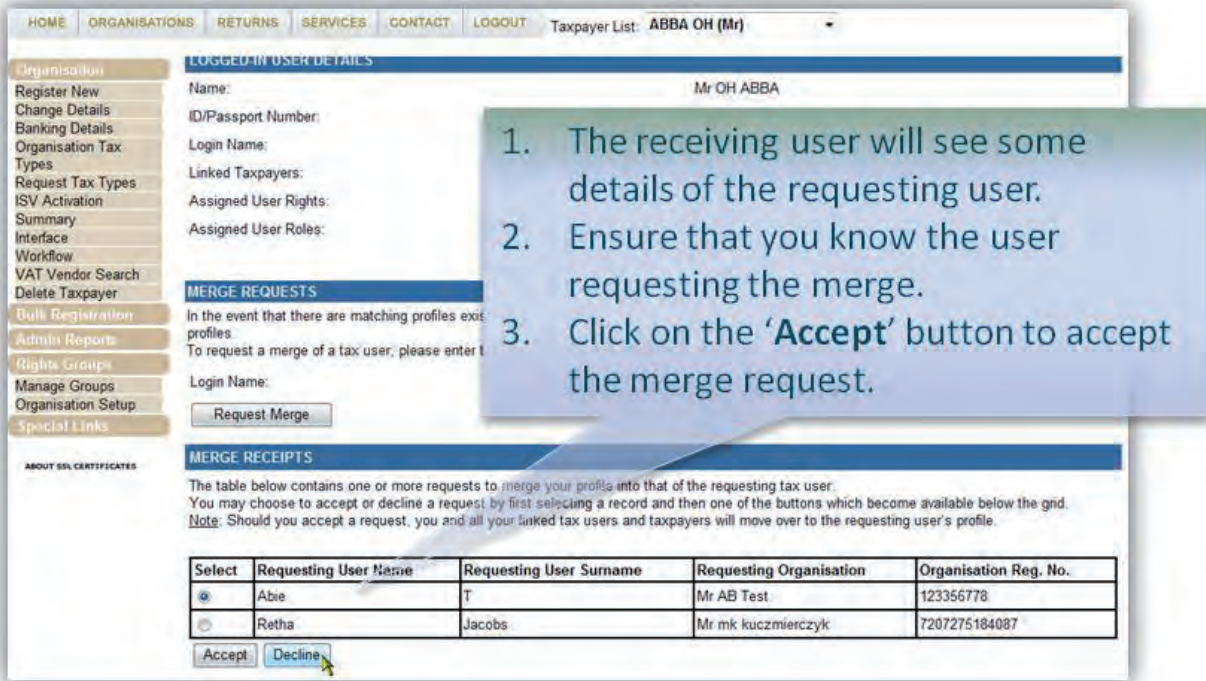 HOME ORGANISATIONS RETURNS SERVICES CONTACT LOGOUT Taxpayer List: ABBA OH (Mr)
Organisation
Register New
Change Details
Banking Details
Organisation Tax
Types
Request Tax Types
ISV Activation
Summary
Interface
Workflow
VAT Vendor Search
Delete Taxpayer
Bulk Registration
Admin Reports
Rights Groups
Manage Groups
Organisation Setup
Special Links
ABOUT SSL CERTIFICATES
LOGGED-IN USER DETAILS
Name: Mr OH ABBA
ID/Passport Number:
Login Name:
Linked Taxpayers:
Assigned User Rights:
Assigned User Roles:
1. The receiving user will see some
details of the requesting user.
2. Ensure that you know the user
requesting the merge.
3. Click on the ‘Accept’ button to accept
the merge request.
MERGE REQUESTS
In the event that there are matching profiles
profiles
To request a merge of a tax user, please enter
Login Name:
Request Merge
MERGE RECEIPTS
The table below contains one or more requests to merge your profile into that of the requesting tax user.
You may choose to accept or decline a request by first selecting a record and then one of the buttons which become available below the grid.
Note: Should you accept a request, you and all your linked tax users and taxpayers will move over to the requesting user's profile.
Select Requesting User Name Requesting User Surname Requesting Organisation Organisation Reg. No.
Abie T Mr AB Test 123356778
Retha Jacobs Mr mk kuczmierczyk 7207275184087
Accept Decline